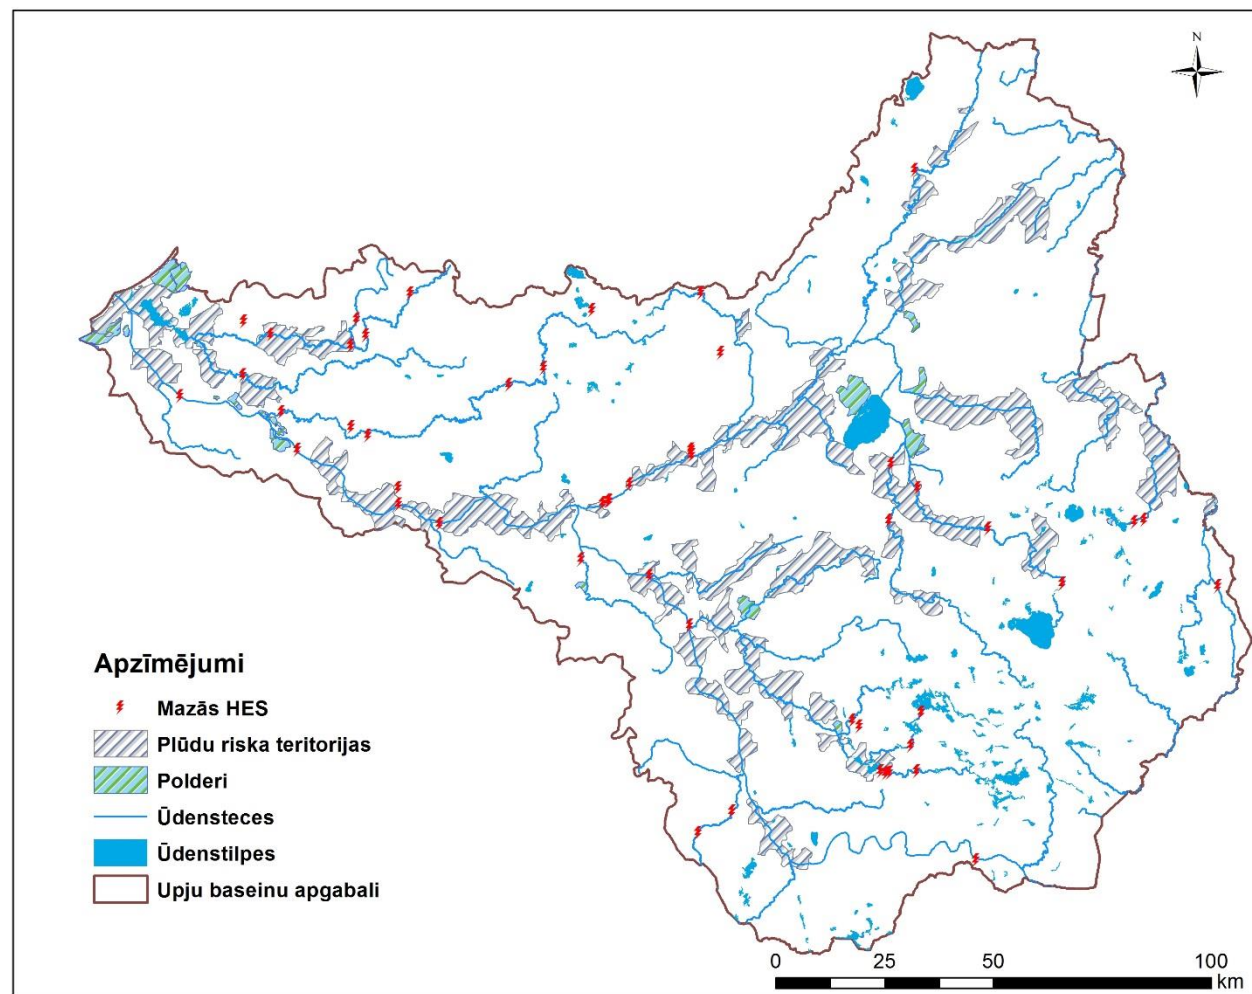 N
Apzīmējumi
Mazās HES
Plūdu riska teritorijas
Polderi
Ūdensteces
Ūdenstilpes
Upju baseinu apgabali
0 25 50 100
km